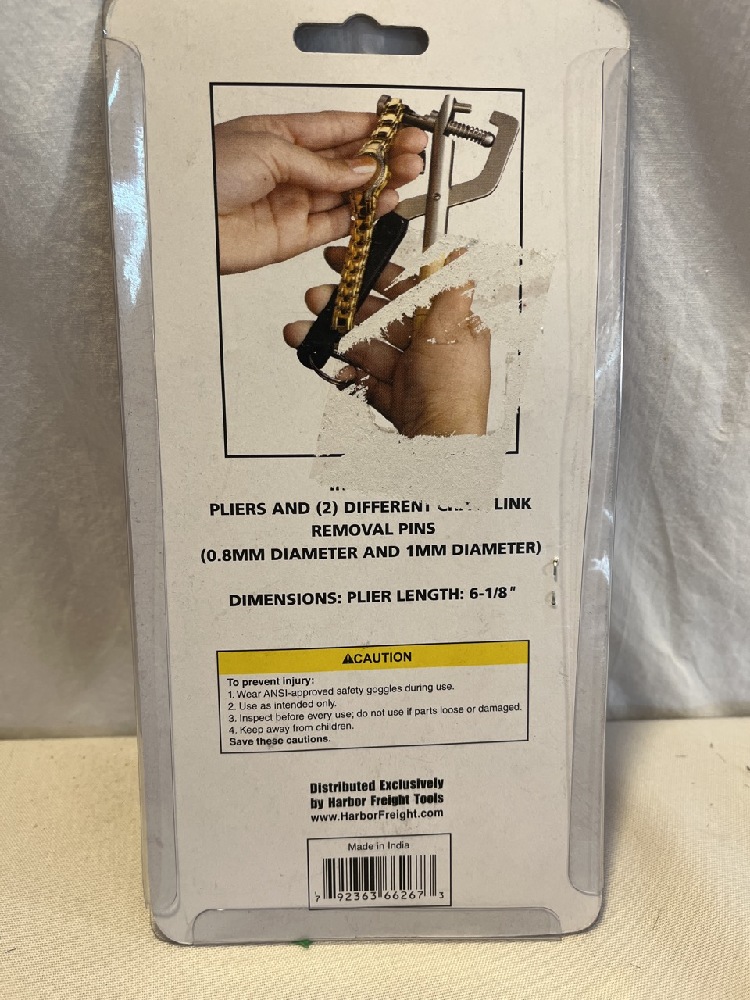 PLIERS AND (2) DIFFERENT LINK
REMOVAL PINS
(0.8MM DIAMETER AND 1MM DIAMETER)
DIMENSIONS: PLIER LENGTH: 6-1/8"
⚠CAUTION
To prevent injury:
1. Wear ANSI-approved safety goggles during use.
2. Use as intended only.
3. Inspect before every use; do not use if parts loose or damaged.
4. Keep away from children.
Save these cautions.
Distributed Exclusively
by Harbor Freight Tools
www.HarborFreight.com
Made in India
7 92363 66267 3